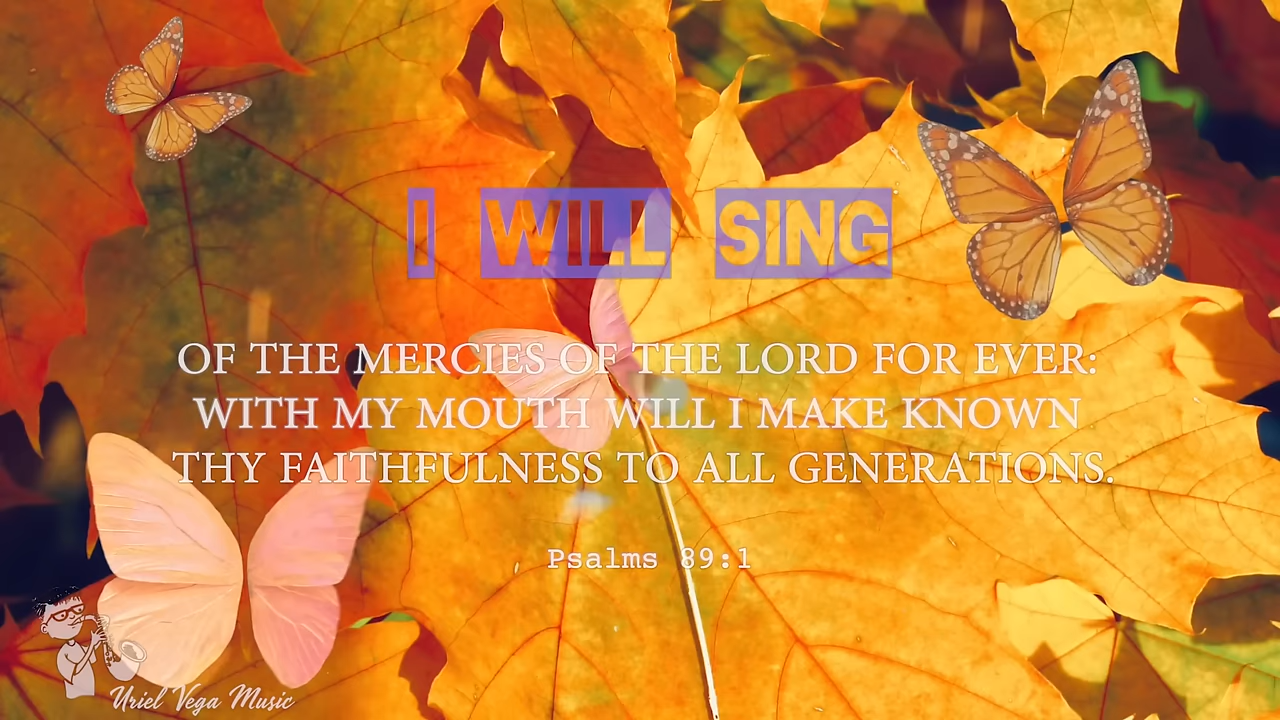 I WILL SING
OF THE MERCIES OF THE LORD FOR EVER:
WITH MY MOUTH WILL I MAKE KNOWN
THY FAITHFULNESS TO ALL GENERATIONS.
Psalms 89:1
Uriel Vega Music